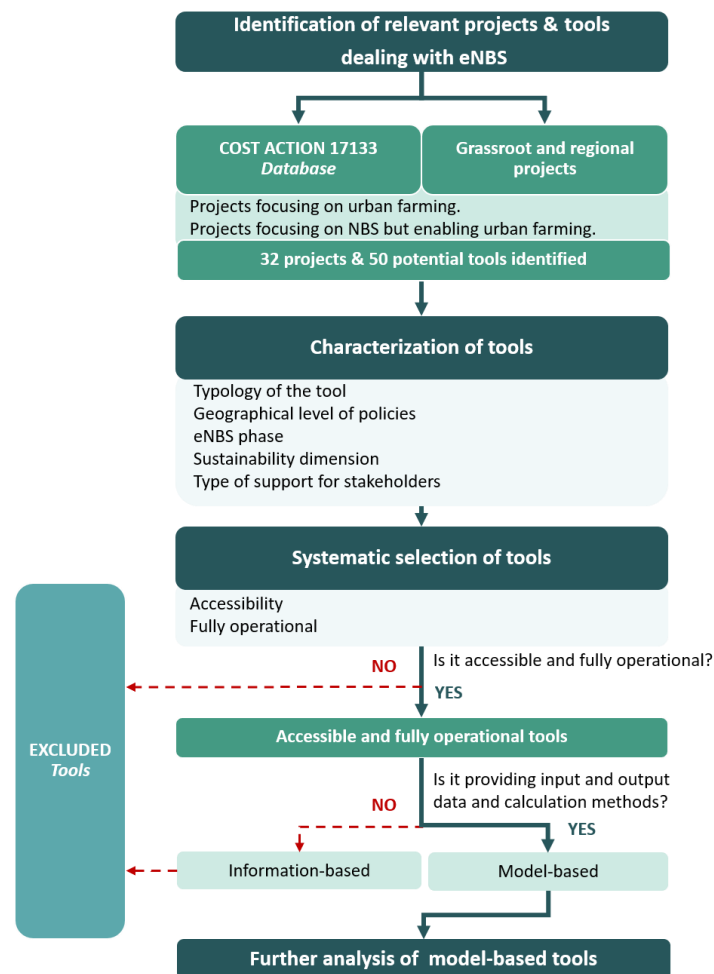 Identification of relevant projects & tools
dealing with eNBS
COST ACTION 17133
Database
Grassroot and regional
projects
Projects focusing on urban farming.
Projects focusing on NBS but enabling urban farming.
32 projects & 50 potential tools identified
Characterization of tools
Typology of the tool
Geographical level of policies
eNBS phase
Sustainability dimension
Type of support for stakeholders
Systematic selection of tools
Accessibility
Fully operational
Is it accessible and fully operational?
NO
YES
Accessible and fully operational tools
EXCLUDED
Tools
Is it providing input and output
data and calculation methods?
NO
YES
Information-based
Model-based
Further analysis of model-based tools